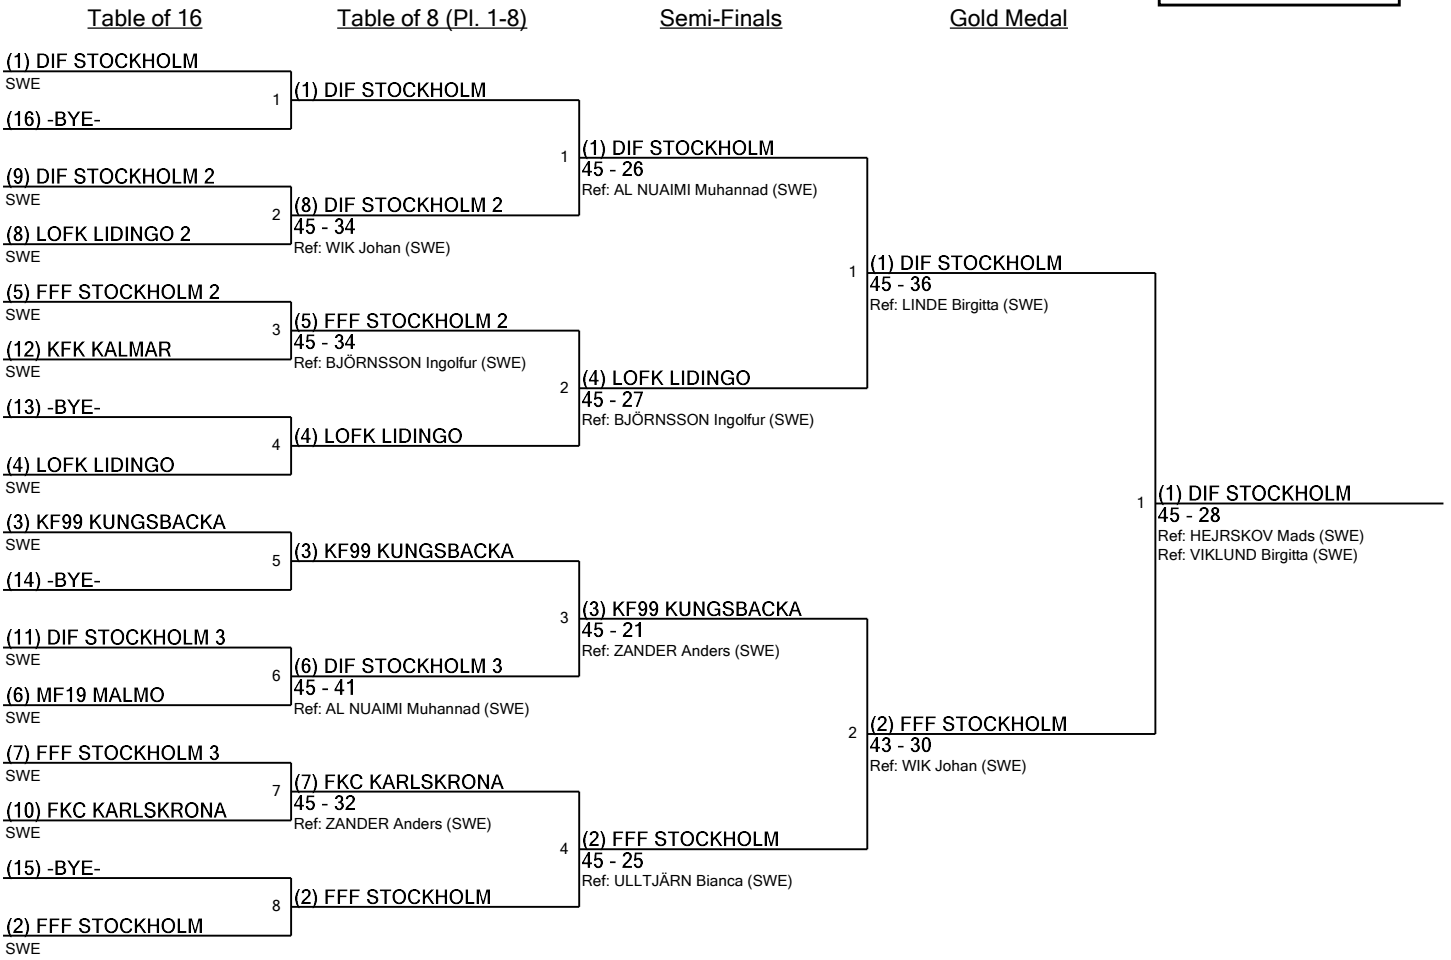 Table of 16
Table of 8 (Pl. 1-8)
Semi-Finals
Gold Medal
(1) DIF STOCKHOLM
SWE
(16) -BYE-
(9) DIF STOCKHOLM 2
SWE
(8) LOFK LIDINGO 2
SWE
(5) FFF STOCKHOLM 2
SWE
(12) KFK KALMAR
SWE
(13) -BYE-
(4) LOFK LIDINGO
SWE
(3) KF99 KUNGSBACKA
SWE
(14) -BYE-
(11) DIF STOCKHOLM 3
SWE
(6) MF19 MALMO
SWE
(7) FFF STOCKHOLM 3
SWE
(10) FKC KARLSKRONA
SWE
(15) -BYE-
(2) FFF STOCKHOLM
SWE
1
(1) DIF STOCKHOLM
2
(8) DIF STOCKHOLM 2
45 - 34
Ref: WIK Johan (SWE)
3
(5) FFF STOCKHOLM 2
45 - 34
Ref: BJÖRNSSON Ingolfur (SWE)
4
(4) LOFK LIDINGO
5
(3) KF99 KUNGSBACKA
6
(6) DIF STOCKHOLM 3
45 - 41
Ref: AL NUAIMI Muhannad (SWE)
7
(7) FKC KARLSKRONA
45 - 32
Ref: ZANDER Anders (SWE)
8
(2) FFF STOCKHOLM
1
(1) DIF STOCKHOLM
45 - 26
Ref: AL NUAIMI Muhannad (SWE)
2
(4) LOFK LIDINGO
45 - 27
Ref: BJÖRNSSON Ingolfur (SWE)
3
(3) KF99 KUNGSBACKA
45 - 21
Ref: ZANDER Anders (SWE)
4
(2) FFF STOCKHOLM
45 - 25
Ref: ULLTJÄRN Bianca (SWE)
1
(1) DIF STOCKHOLM
45 - 36
Ref: LINDE Birgitta (SWE)
2
(2) FFF STOCKHOLM
43 - 30
Ref: WIK Johan (SWE)
1
(1) DIF STOCKHOLM
45 - 28
Ref: HEJRSKOV Mads (SWE)
Ref: VIKLUND Birgitta (SWE)